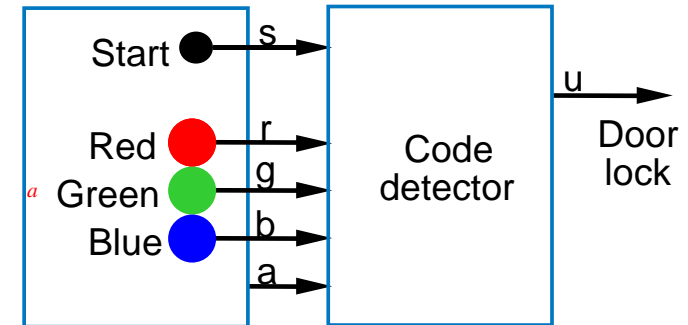 Start
s
Red
r
a
Green
g
Blue
b
a
Code
detector
u
Door
lock